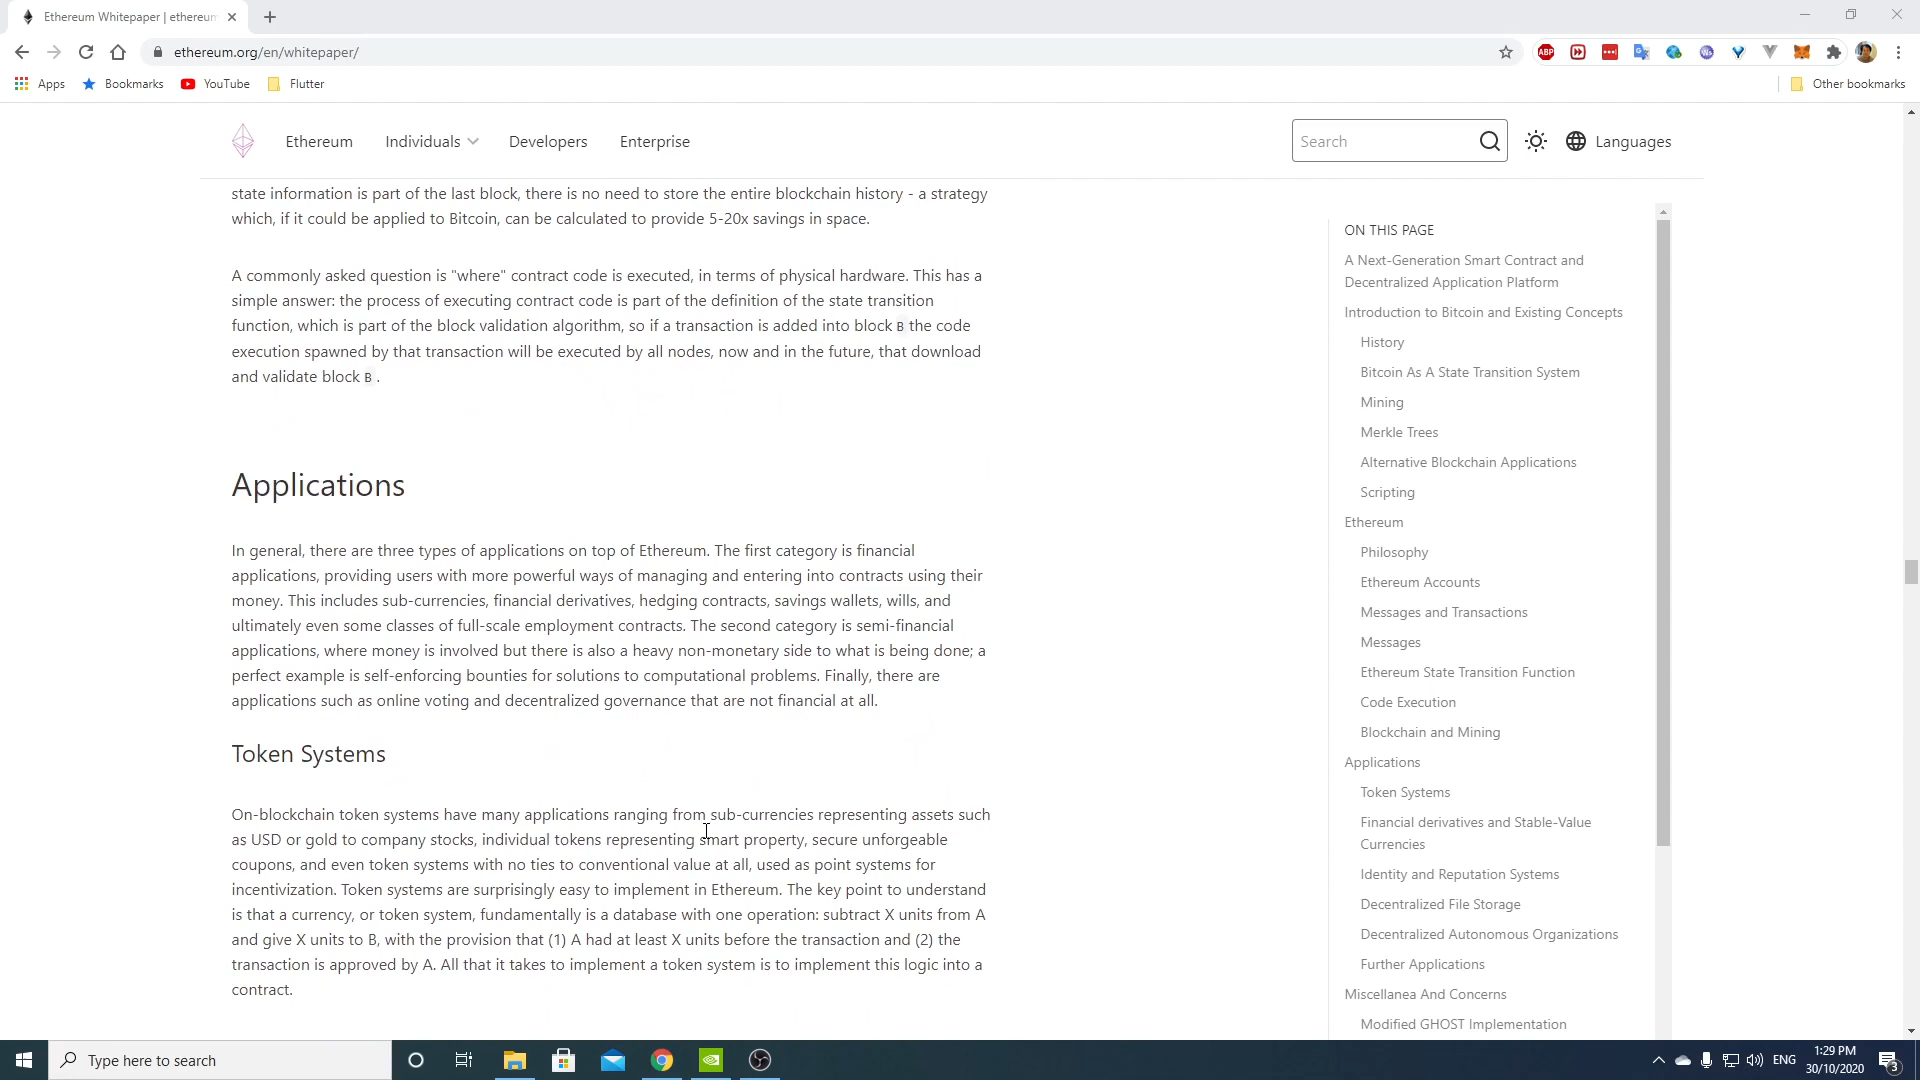 Ethereum Whitepaper | ethereum
ethereum.org/en/whitepaper/
ABP
Apps
Bookmarks
YouTube
Flutter
Other bookmarks
Ethereum
Individuals
Developers
Enterprise
Search
Languages
state information is part of the last block, there is no need to store the entire blockchain history - a strategy
which, if it could be applied to Bitcoin, can be calculated to provide 5-20x savings in space.
A commonly asked question is "where" contract code is executed, in terms of physical hardware. This has a
simple answer: the process of executing contract code is part of the definition of the state transition
function, which is part of the block validation algorithm, so if a transaction is added into block B the code
execution spawned by that transaction will be executed by all nodes, now and in the future, that download
and validate block B .
Applications
In general, there are three types of applications on top of Ethereum. The first category is financial
applications, providing users with more powerful ways of managing and entering into contracts using their
money. This includes sub-currencies, financial derivatives, hedging contracts, savings wallets, wills, and
ultimately even some classes of full-scale employment contracts. The second category is semi-financial
applications, where money is involved but there is also a heavy non-monetary side to what is being done; a
perfect example is self-enforcing bounties for solutions to computational problems. Finally, there are
applications such as online voting and decentralized governance that are not financial at all.
Token Systems
On-blockchain token systems have many applications ranging from sub-currencies representing assets such
as USD or gold to company stocks, individual tokens representing smart property, secure unforgeable
coupons, and even token systems with no ties to conventional value at all, used as point systems for
incentivization. Token systems are surprisingly easy to implement in Ethereum. The key point to understand
is that a currency, or token system, fundamentally is a database with one operation: subtract X units from A
and give X units to B, with the provision that (1) A had at least X units before the transaction and (2) the
transaction is approved by A. All that it takes to implement a token system is to implement this logic into a
contract.
ON THIS PAGE
A Next-Generation Smart Contract and
Decentralized Application Platform
Introduction to Bitcoin and Existing Concepts
History
Bitcoin As A State Transition System
Mining
Merkle Trees
Alternative Blockchain Applications
Scripting
Ethereum
Philosophy
Ethereum Accounts
Messages and Transactions
Messages
Ethereum State Transition Function
Code Execution
Blockchain and Mining
Applications
Token Systems
Financial derivatives and Stable-Value
Currencies
Identity and Reputation Systems
Decentralized File Storage
Decentralized Autonomous Organizations
Further Applications
Miscellanea And Concerns
Modified GHOST Implementation
Type here to search
ENG
1:29 PM
30/10/2020
3